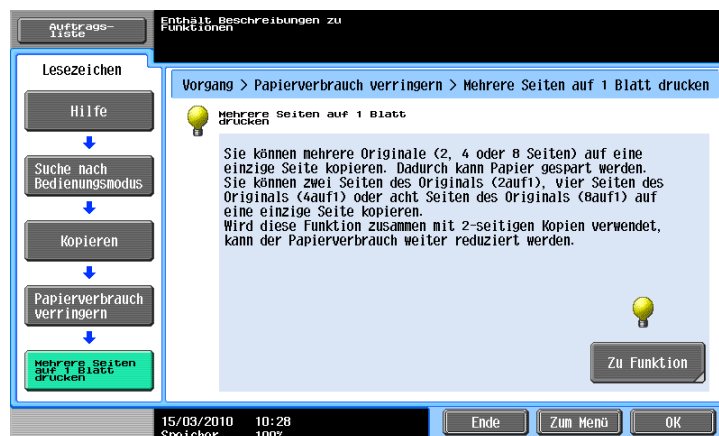 Auftrags-
liste
Enthält Beschreibungen zu
Funktionen
Lesezeichen
Hilfe
Suche nach
Bedienungsmodus
Kopieren
Papierverbrauch
verringern
Mehrere Seiten
auf 1 Blatt
drucken
Vorgang > Papierverbrauch verringern > Mehrere Seiten auf 1 Blatt drucken
Mehrere Seiten auf 1 Blatt
drucken
Sie können mehrere Originale (2, 4 oder 8 Seiten) auf eine
einzige Seite kopieren. Dadurch kann Papier gespart werden.
Sie können zwei Seiten des Originals (2auf1), vier Seiten des
Originals (4auf1) oder acht Seiten des Originals (8auf1) auf
eine einzige Seite kopieren.
Wird diese Funktion zusammen mit 2-seitigen Kopien verwendet,
kann der Papierverbrauch weiter reduziert werden.
Zu Funktion
15/03/2010 10:28
Speicher 100%
Ende
Zum Menü
OK